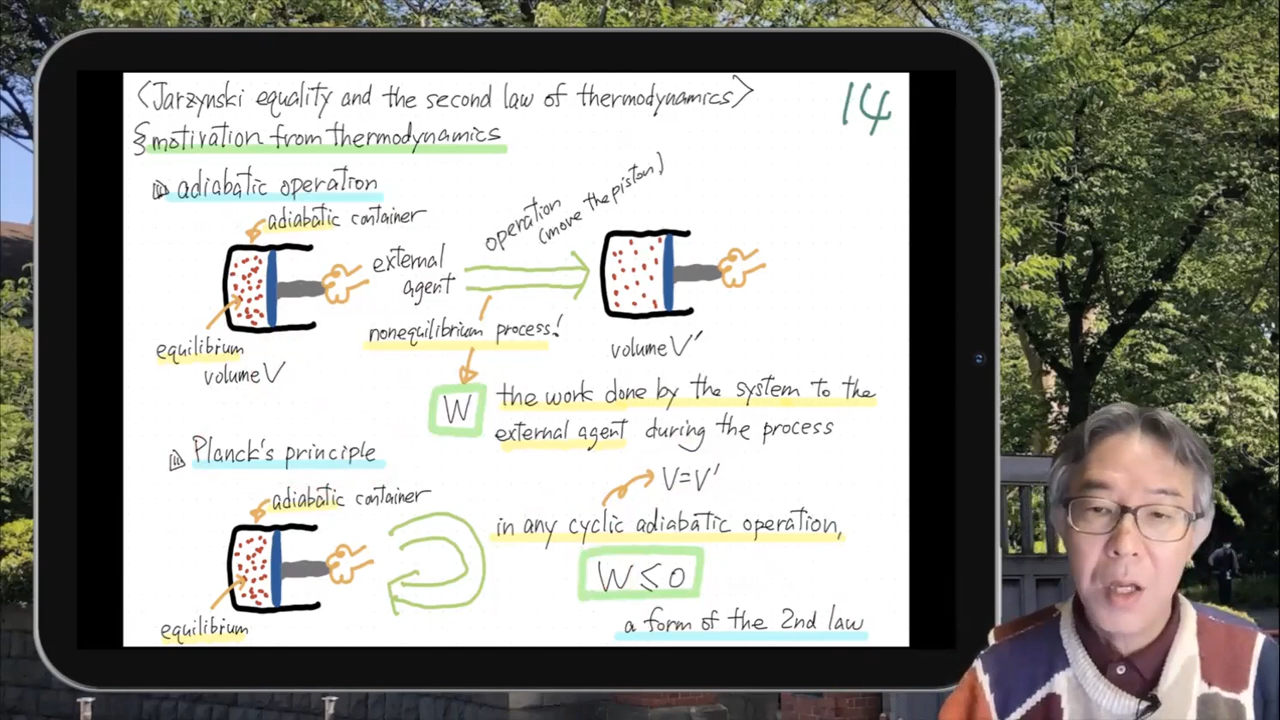 <Jarzynski equality and the second law of thermodynamics>
14
§motivation from thermodynamics
adiabatic operation
adiabatic container
operation
(move the piston)
external
agent
nonequilibrium process!
equilibrium
volume V
volume V'
W
the work done by the system to the
external agent during the process
Planck's principle
V=V'
adiabatic container
in any cyclic adiabatic operation,
W≤0
equilibrium
a form of the 2nd law